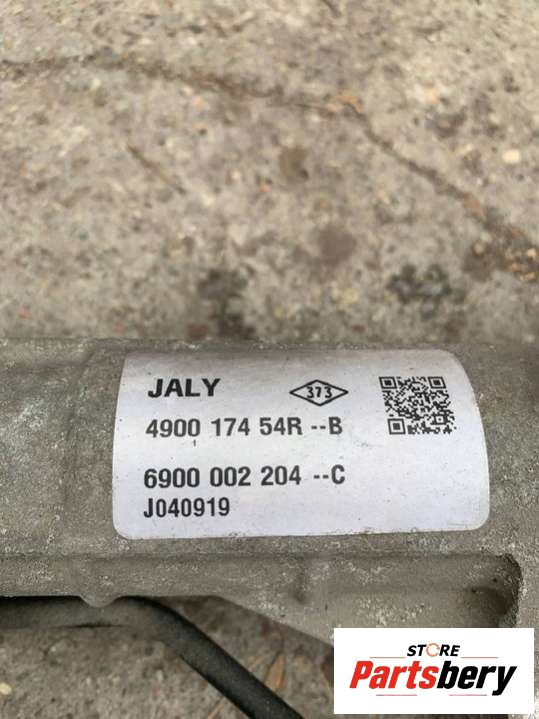 JALY
373
4900 174 54R --B
6900 002 204 --C
J040919
STORE
Partsbery